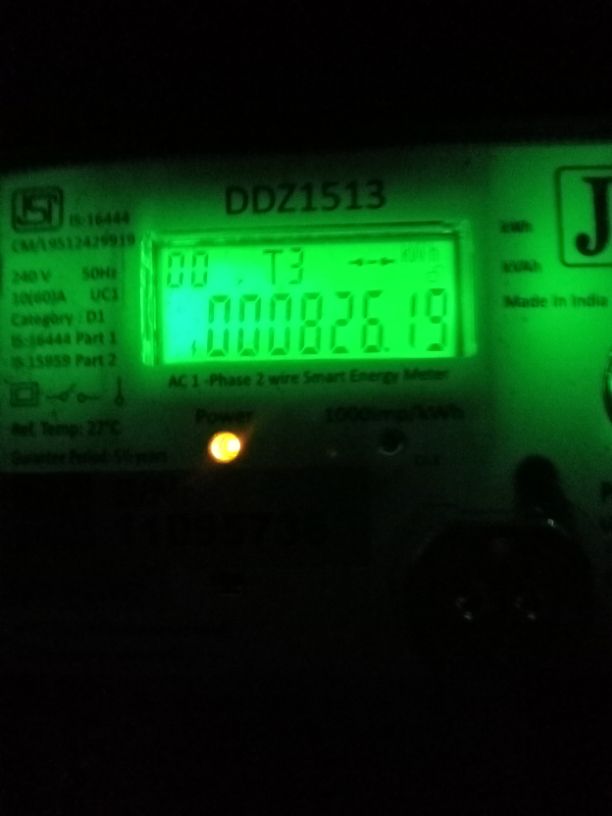 DDZ1513
IS:16444
CM/L9512429919
240 V 50Hz
10(60)A UC1
Category : D1
IS:16444 Part 1
IS:15959 Part 2
Ref. Temp: 27°C
00 T3
000826.19
kWh
kVAh
J
Made In India
AC 1 -Phase 2 wire Smart Energy Meter
Power
1000imp/kWh